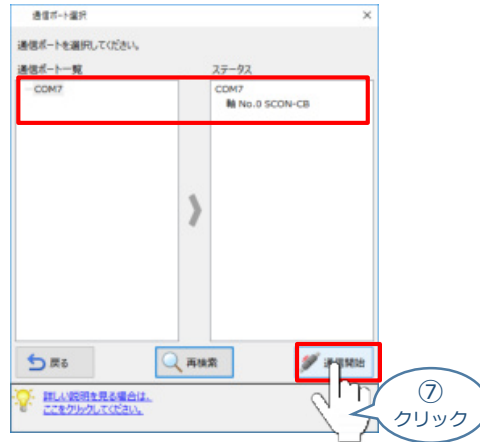 通信ポート選択
通信ポートを選択してください。
通信ポート一覧 ステータス
COM7 COM7
軸 No.0 SCON-CB
戻る 再検索 通信開始
詳しい説明を見る場合は、
ここをクリックしてください。
⑦
クリック